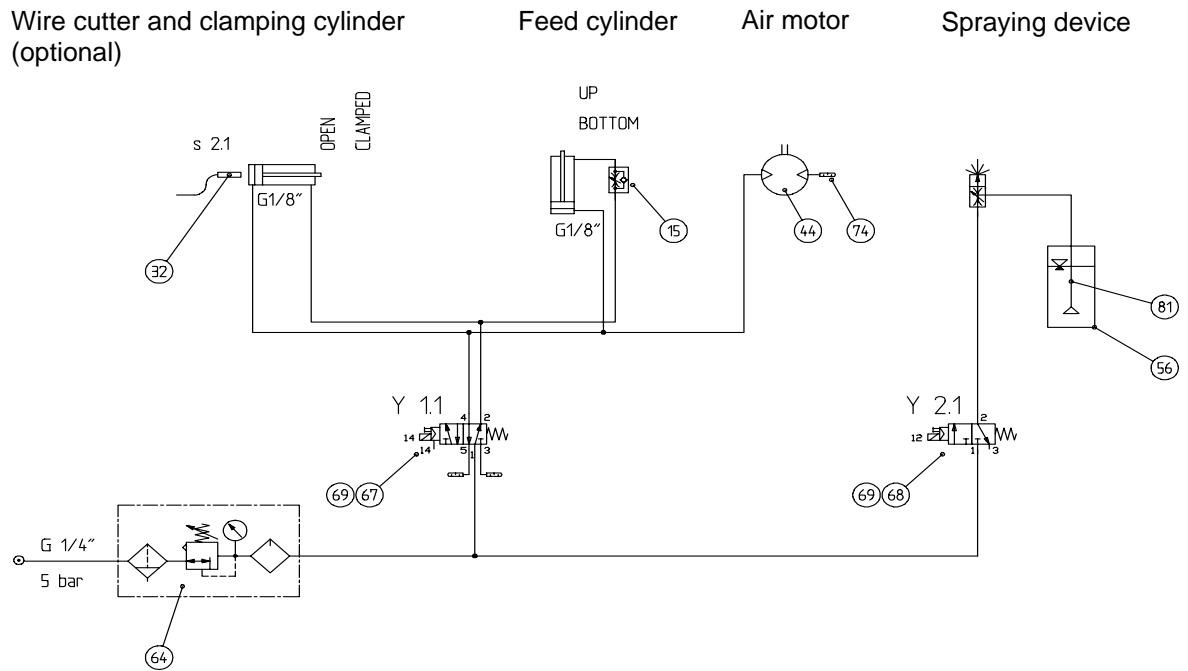 Wire cutter and clamping cylinder
(optional)
Feed cylinder
Air motor
Spraying device
s 2.1
OPEN
CLAMPED
UP
BOTTOM
G1/8"
G1/8"
15
44
74
32
81
56
Y 1.1
4 2
14
14
5 1 3
69 67
Y 2.1
2
12
1 3
69 68
G 1/4"
5 bar
64